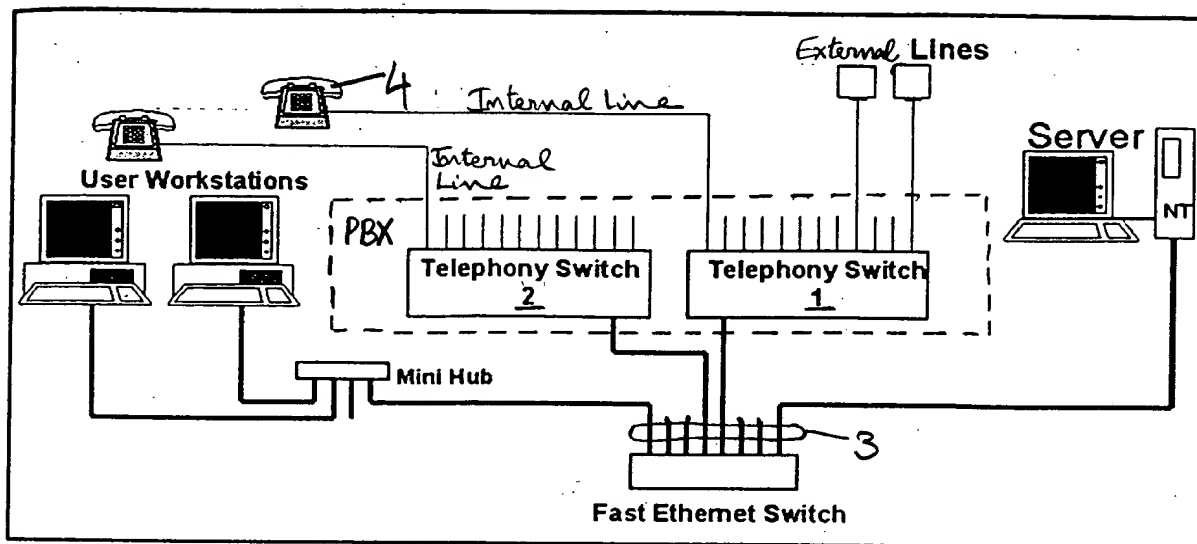 External Lines
4
Internal Line
Server
Internal
Line
User Workstations
NT
PBX
Telephony Switch
2
Telephony Switch
1
Mini Hub
3
Fast Ethernet Switch